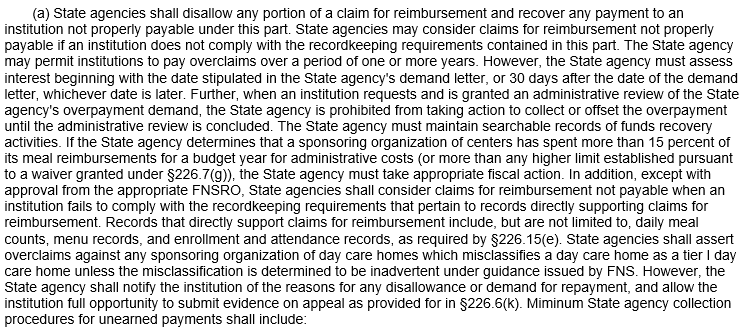 (a) State agencies shall disallow any portion of a claim for reimbursement and recover any payment to an
institution not properly payable under this part. State agencies may consider claims for reimbursement not properly
payable if an institution does not comply with the recordkeeping requirements contained in this part. The State agency
may permit institutions to pay overclaims over a period of one or more years. However, the State agency must assess
interest beginning with the date stipulated in the State agency's demand letter, or 30 days after the date of the demand
letter, whichever date is later. Further, when an institution requests and is granted an administrative review of the State
agency's overpayment demand, the State agency is prohibited from taking action to collect or offset the overpayment
until the administrative review is concluded. The State agency must maintain searchable records of funds recovery
activities. If the State agency determines that a sponsoring organization of centers has spent more than 15 percent of
its meal reimbursements for a budget year for administrative costs (or more than any higher limit established pursuant
to a waiver granted under §226.7(g)), the State agency must take appropriate fiscal action. In addition, except with
approval from the appropriate FNSRO, State agencies shall consider claims for reimbursement not payable when an
institution fails to comply with the recordkeeping requirements that pertain to records directly supporting claims for
reimbursement. Records that directly support claims for reimbursement include, but are not limited to, daily meal
counts, menu records, and enrollment and attendance records, as required by §226.15(e). State agencies shall assert
overclaims against any sponsoring organization of day care homes which misclassifies a day care home as a tier I day
care home unless the misclassification is determined to be inadvertent under guidance issued by FNS. However, the
State agency shall notify the institution of the reasons for any disallowance or demand for repayment, and allow the
institution full opportunity to submit evidence on appeal as provided for in §226.6(k). Miminum State agency collection
procedures for unearned payments shall include: